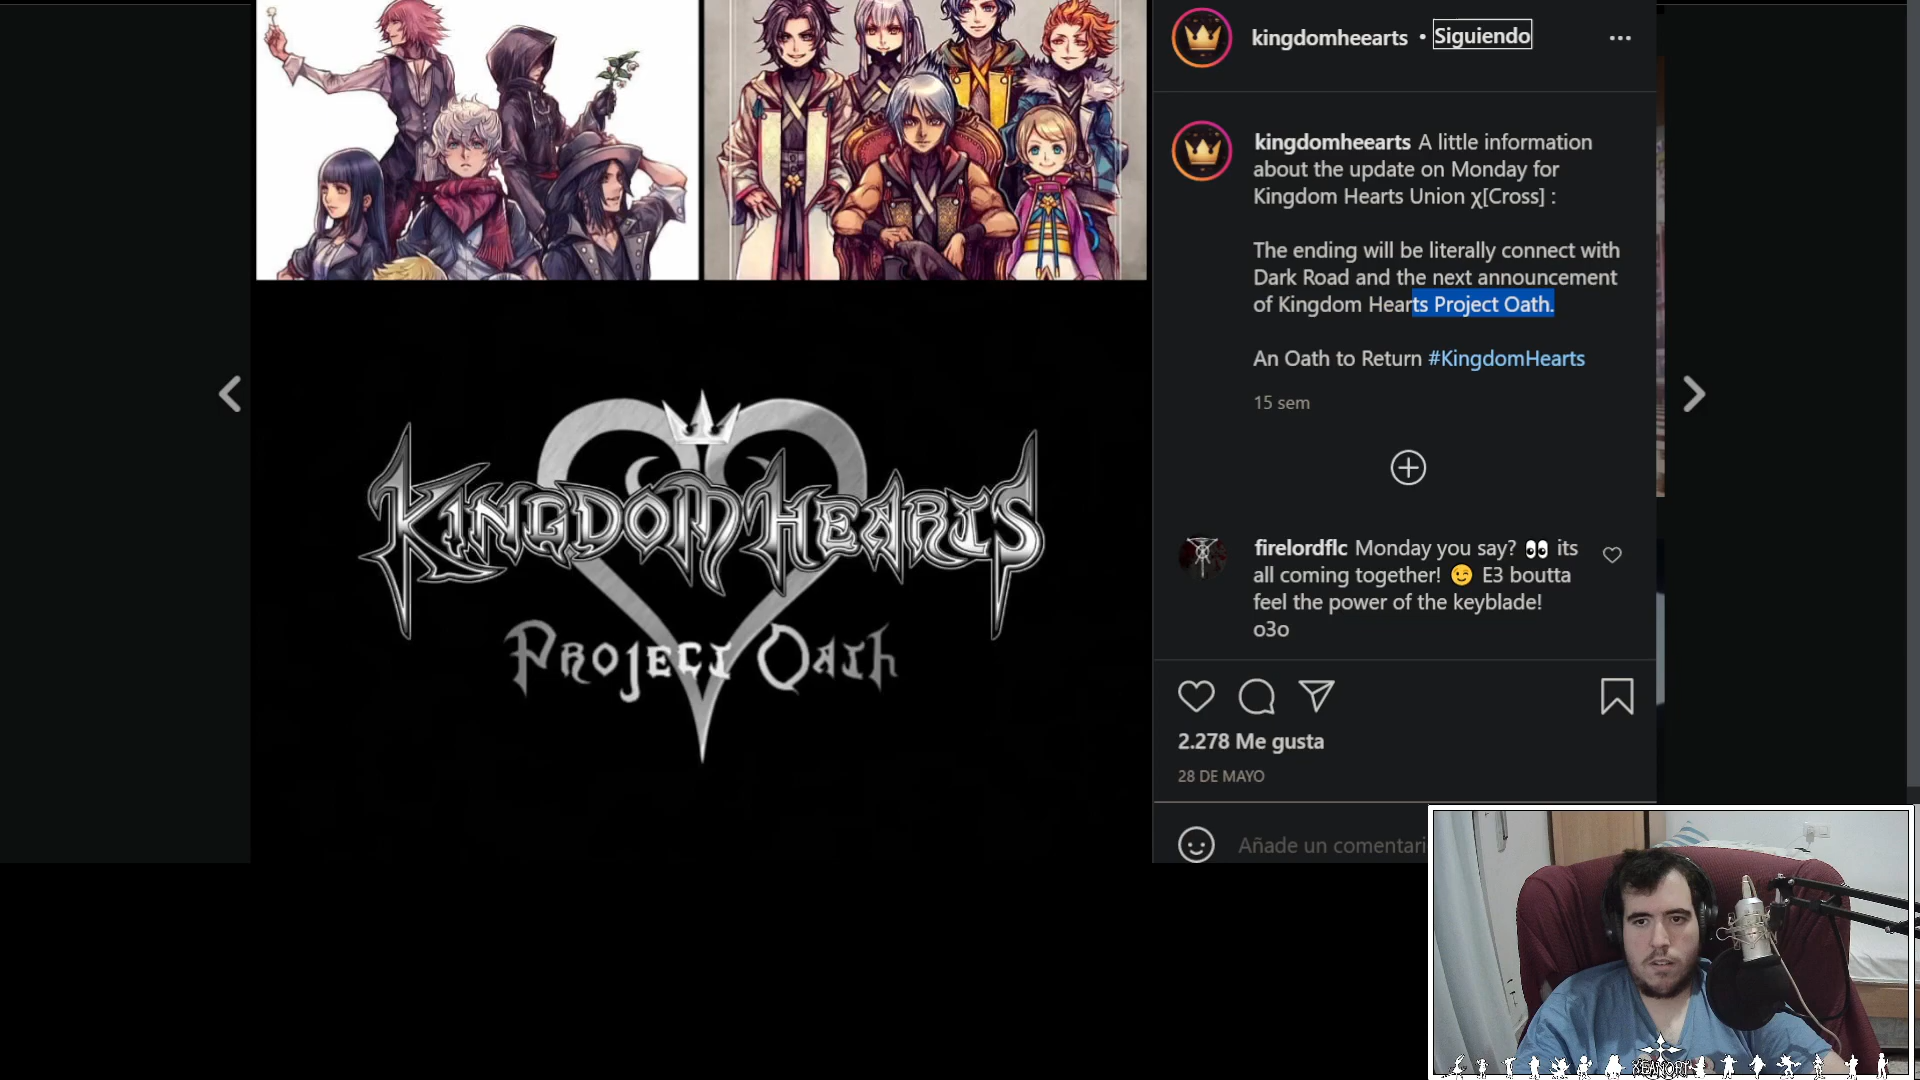 kingdomheearts • Siguiendo
kingdomheearts A little information
about the update on Monday for
Kingdom Hearts Union χ[Cross] :
The ending will be literally connect with
Dark Road and the next announcement
of Kingdom Hearts Project Oath.
An Oath to Return #KingdomHearts
15 sem
KINGDOM HEARTS
PROJECT OATH
firelordflc Monday you say? 👀 its
all coming together! 😉 E3 boutta
feel the power of the keyblade!
o3o
2.278 Me gusta
28 DE MAYO
Añade un comentari
XEANORT